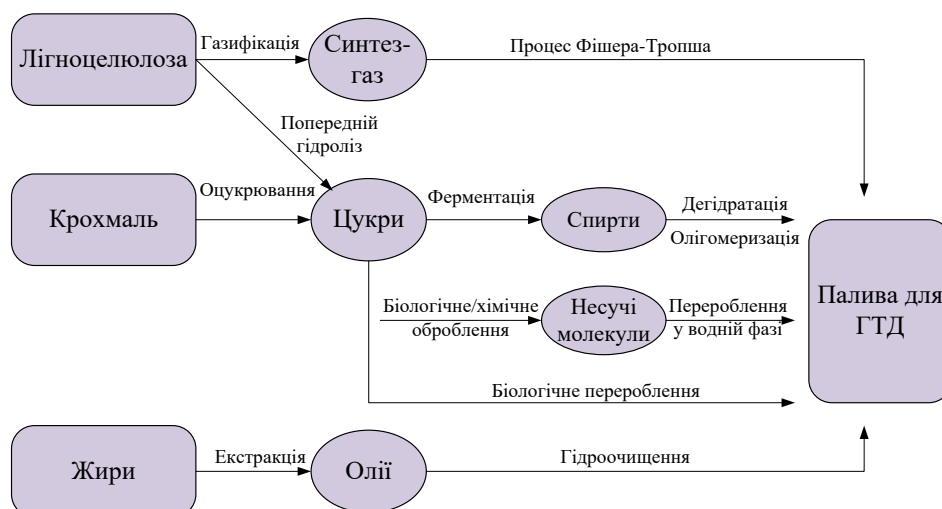 Лігноцелюлоза
Газифікація
Синтез-
газ
Процес Фішера-Тропша
Попередній
гідроліз
Крохмаль
Оцукрювання
Цукри
Ферментація
Спирти
Дегідратація
Олігомеризація
Палива для
ГТД
Біологічне/хімічне
оброблення
Несучі
молекули
Перероблення
у водній фазі
Біологічне перероблення
Жири
Екстракція
Олії
Гідроочищення